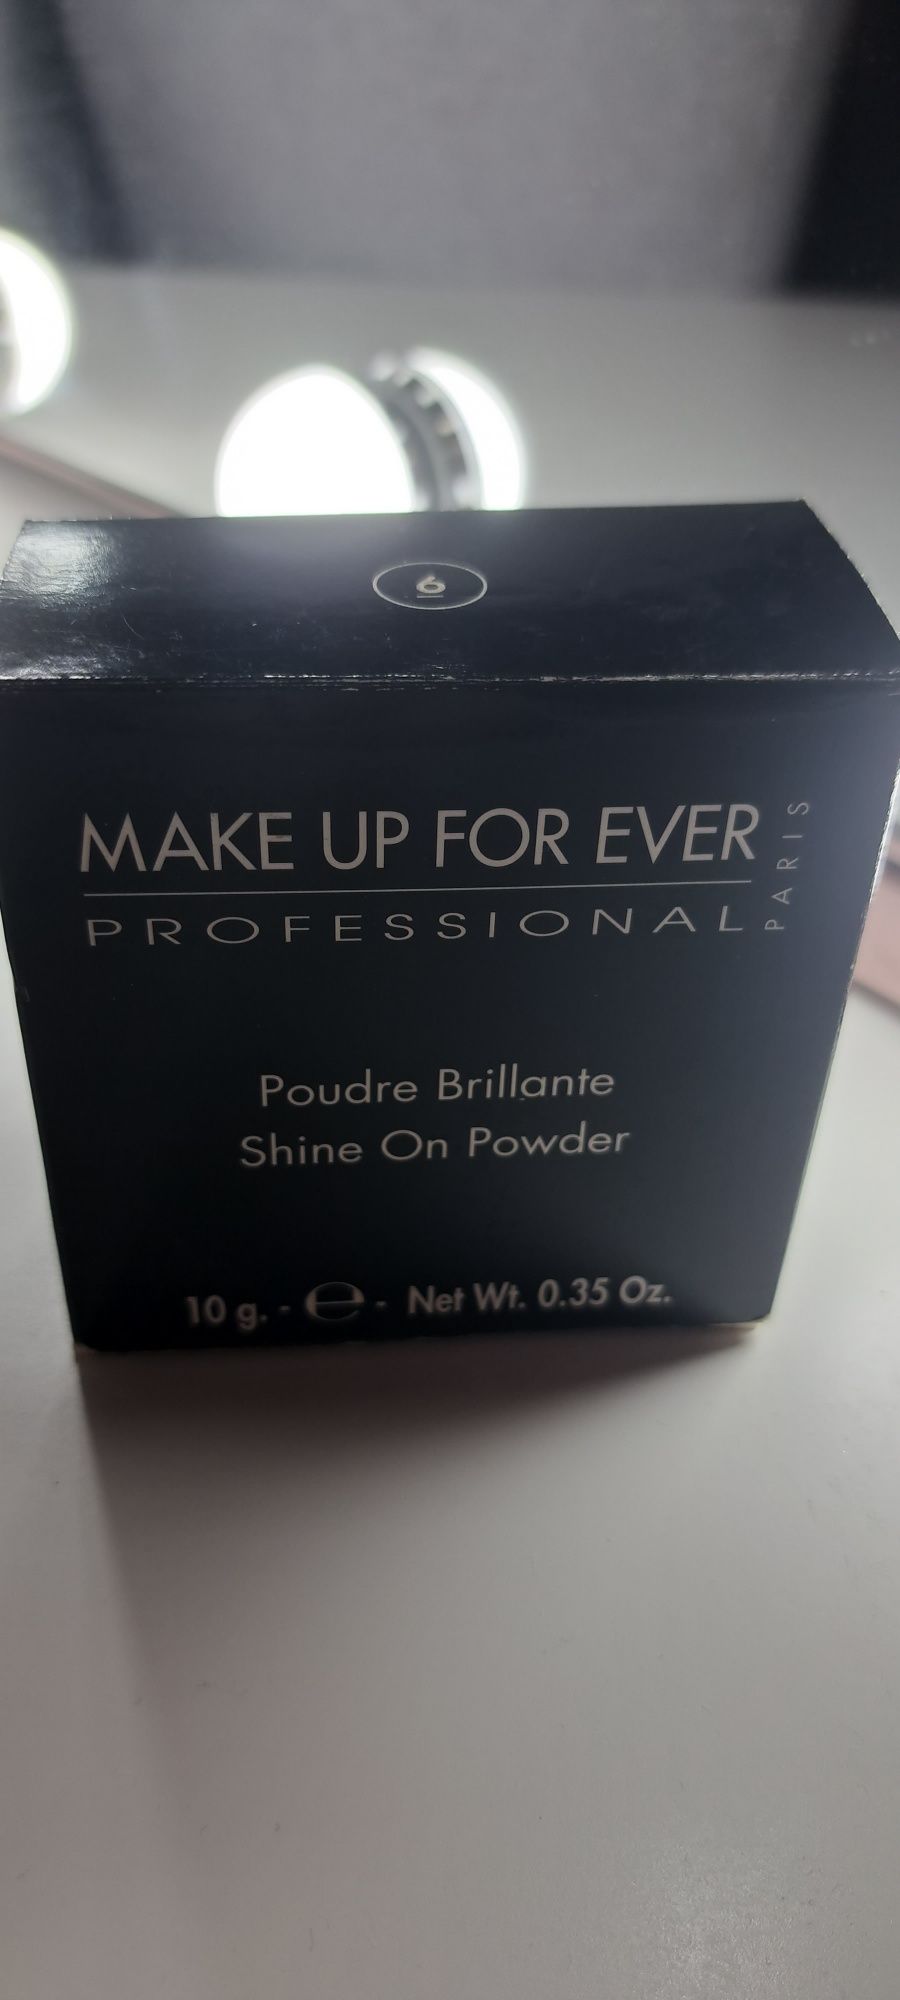 6
MAKE UP FOR EVER
PROFESSIONAL
PARIS
Poudre Brillante
Shine On Powder
10 g. - ℮ - Net Wt. 0.35 Oz.